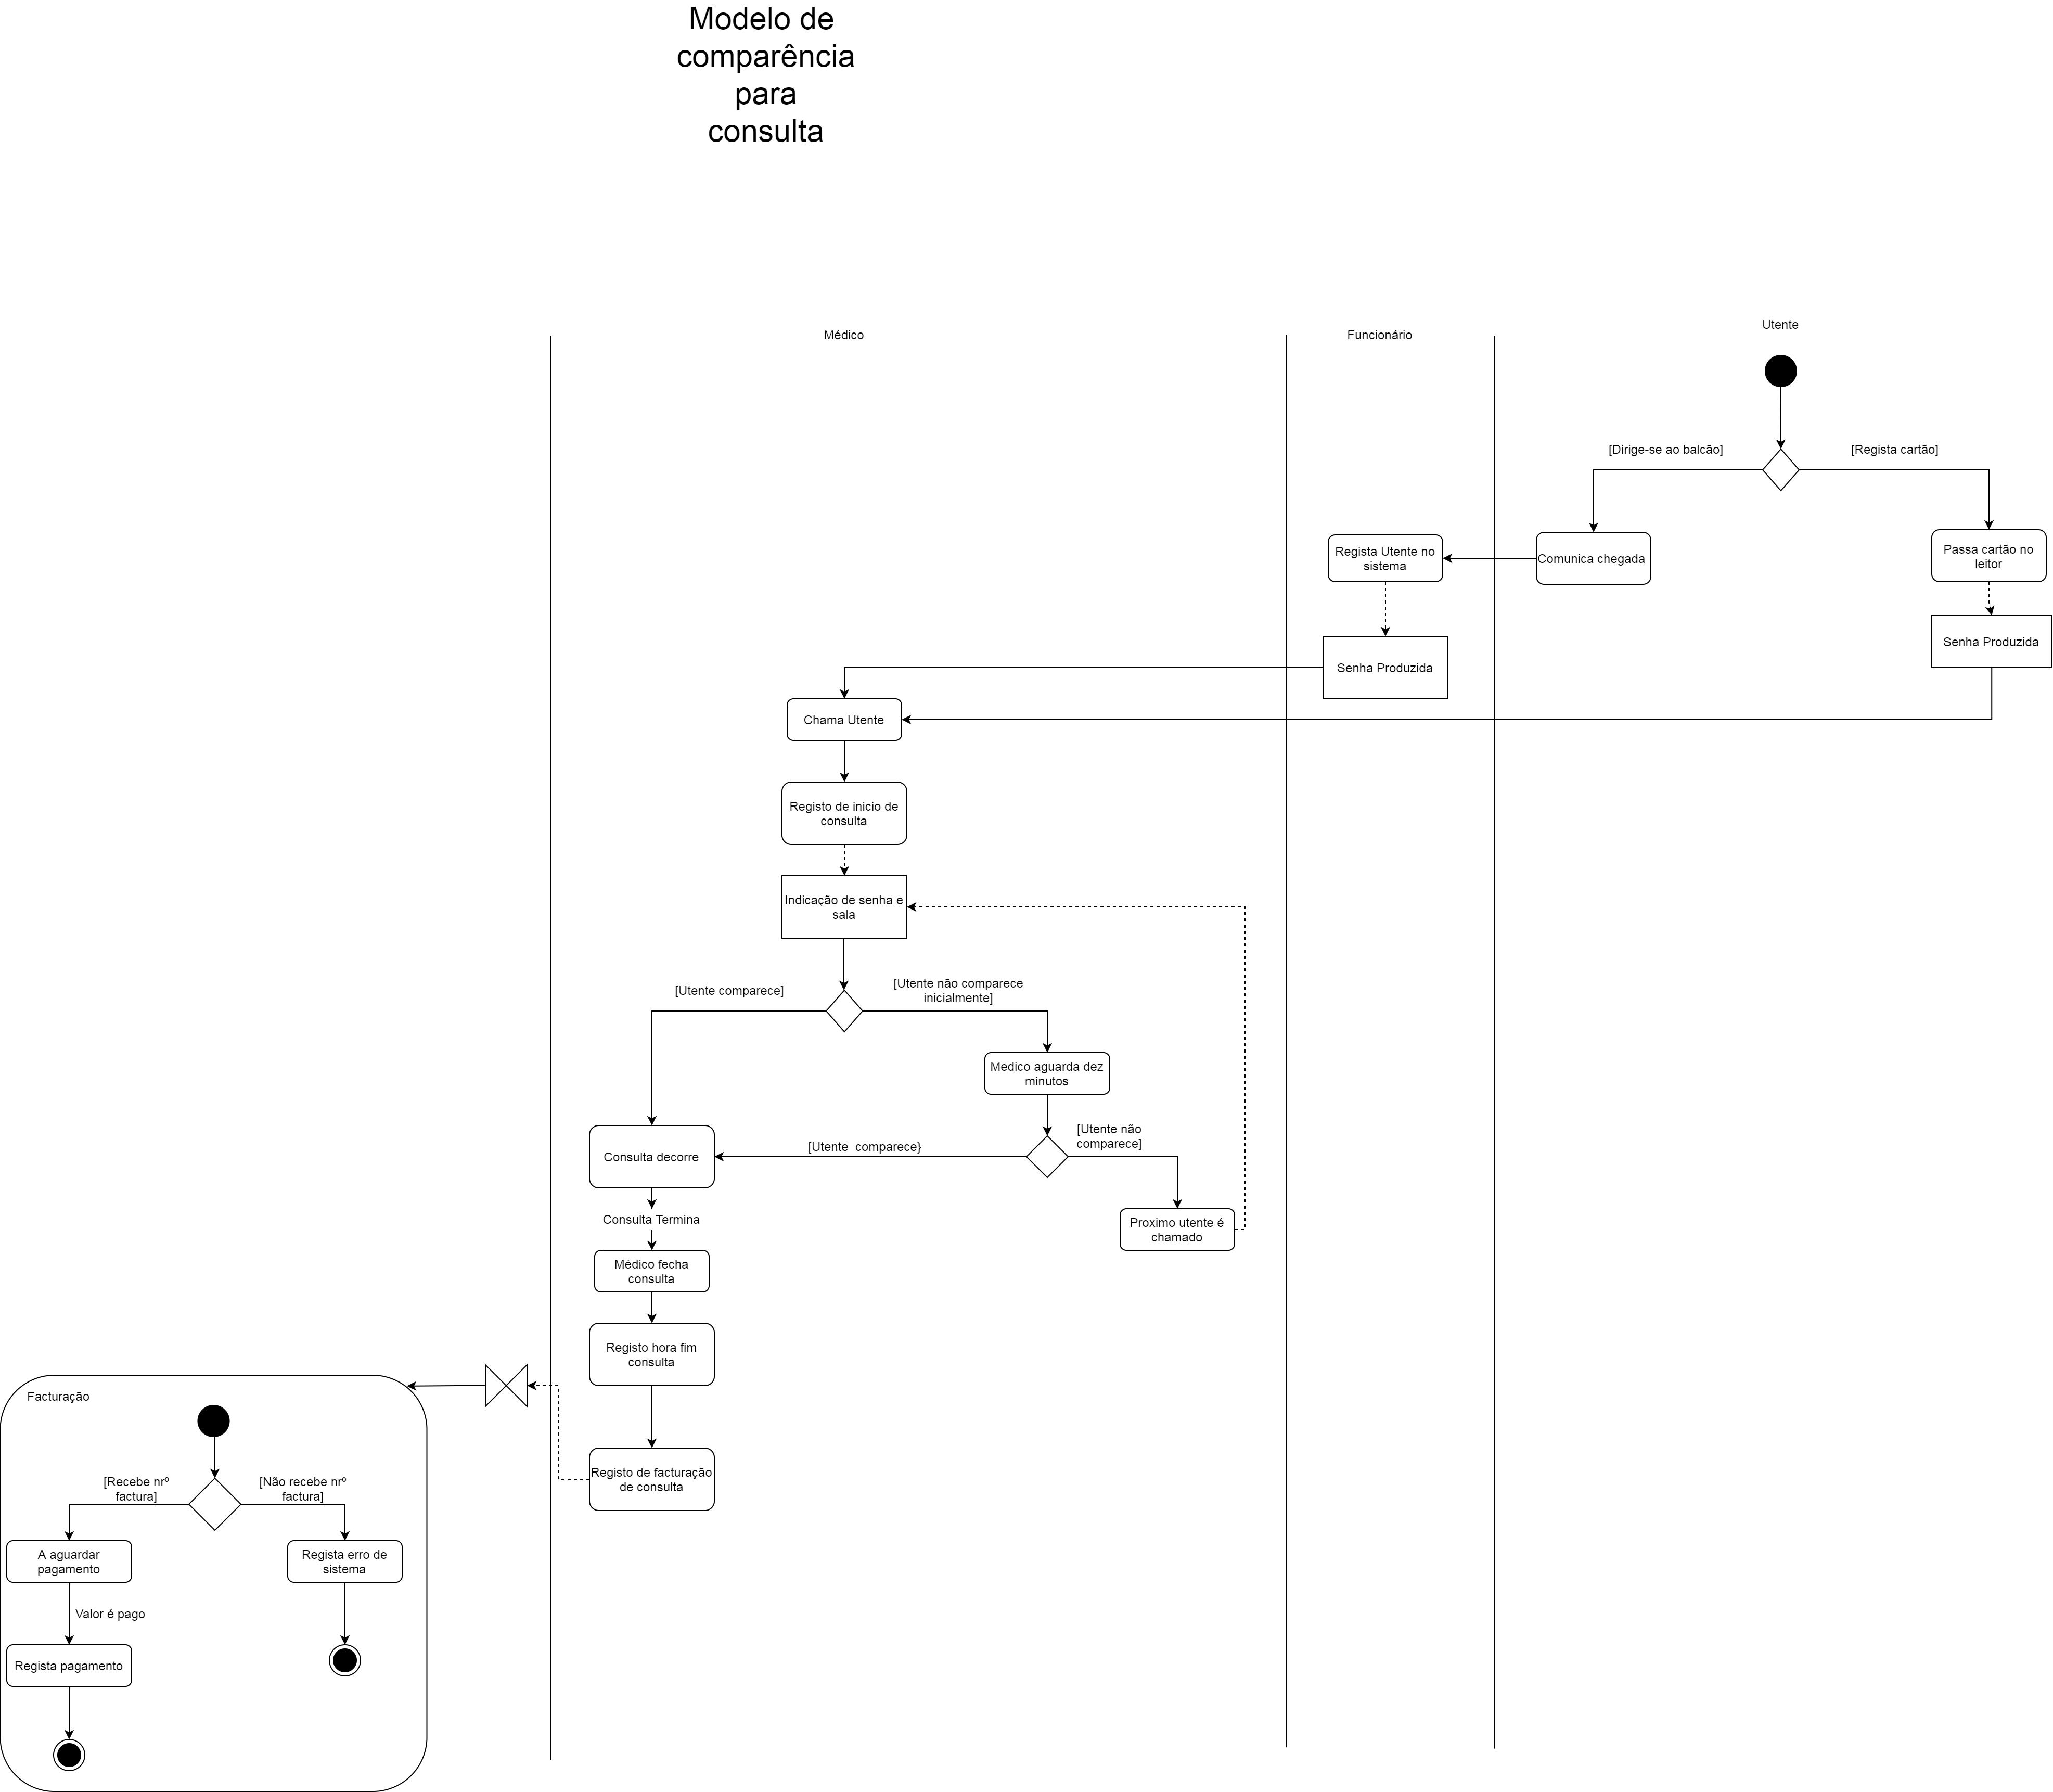 Modelo de
comparência
para
consulta
Médico
Funcionário
Utente
[Dirige-se ao balcão]
[Regista cartão]
Regista Utente no
sistema
Comunica chegada
Passa cartão no
leitor
Senha Produzida
Senha Produzida
Chama Utente
Registo de inicio de
consulta
Indicação de senha e
sala
[Utente comparece]
[Utente não comparece
inicialmente]
Medico aguarda dez
minutos
[Utente não
comparece]
[Utente  comparece}
Consulta decorre
Consulta Termina
Proximo utente é
chamado
Médico fecha
consulta
Registo hora fim
consulta
Registo de facturação
de consulta
Facturação
[Recebe nrº
factura]
[Não recebe nrº
factura]
A aguardar
pagamento
Regista erro de
sistema
Valor é pago
Regista pagamento